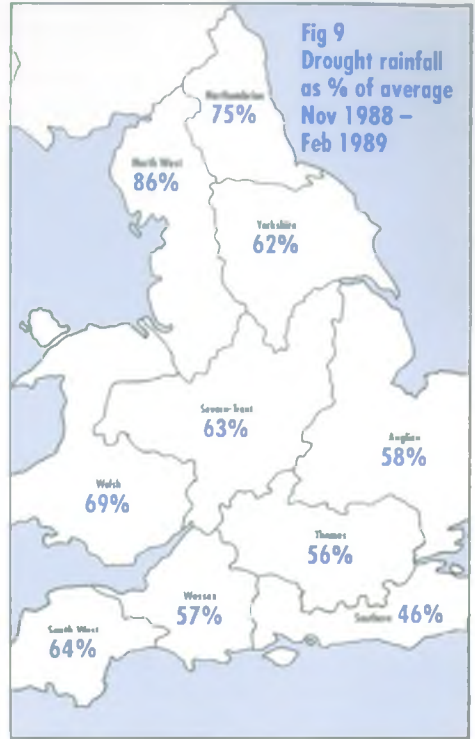 Fig 9
Drought rainfall
as % of average
Nov 1988 –
Feb 1989
Northumbrian
75%
North West
86%
Yorkshire
62%
Severn-Trent
63%
Anglian
58%
Welsh
69%
Thames
56%
Wessex
57%
Southern 46%
South West
64%